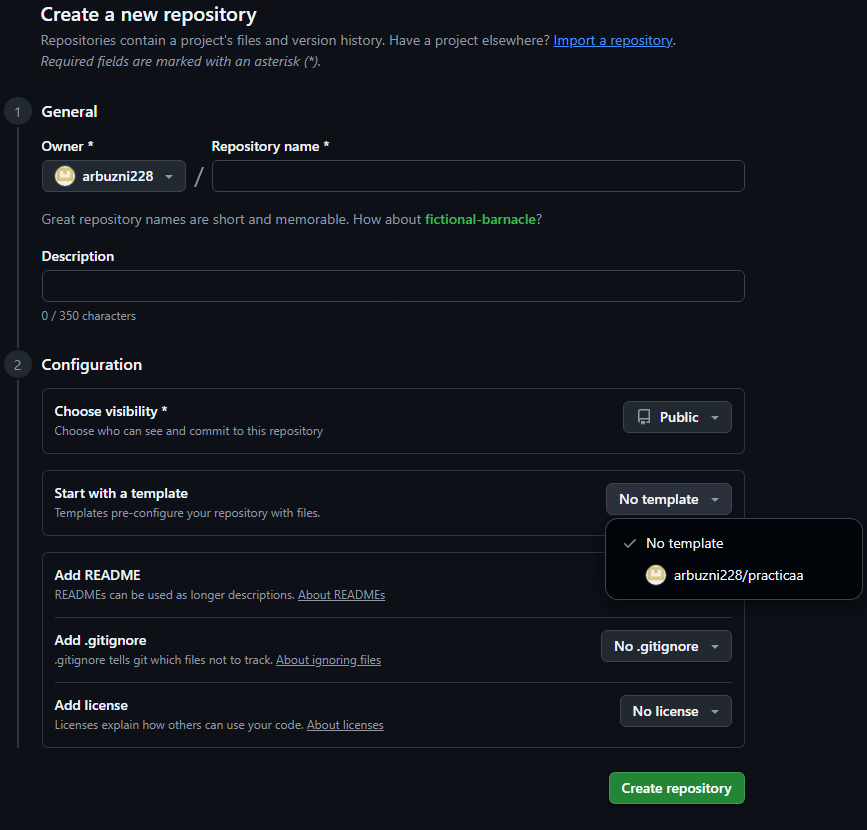 Create a new repository
Repositories contain a project's files and version history. Have a project elsewhere? Import a repository.
Required fields are marked with an asterisk (*).
1 General
Owner * Repository name *
arbuzni228 /
Great repository names are short and memorable. How about fictional-barnacle?
Description
0 / 350 characters
2 Configuration
Choose visibility *
Choose who can see and commit to this repository
Public
Start with a template
Templates pre-configure your repository with files.
No template
No template
arbuzni228/practicaa
Add README
READMEs can be used as longer descriptions. About READMEs
Add .gitignore
.gitignore tells git which files not to track. About ignoring files
No .gitignore
Add license
Licenses explain how others can use your code. About licenses
No license
Create repository